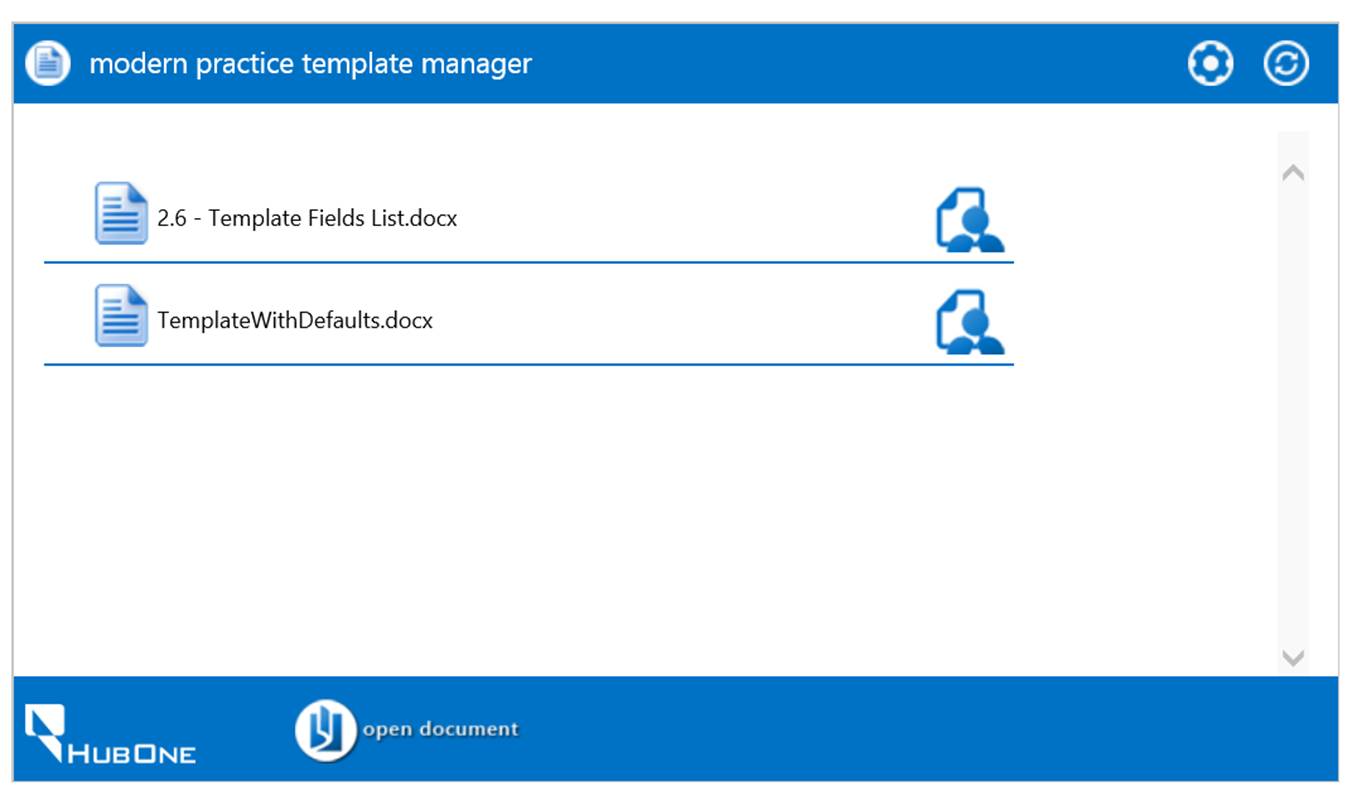 modern practice template manager
2.6 - Template Fields List.docx
TemplateWithDefaults.docx
HUBONE
open document